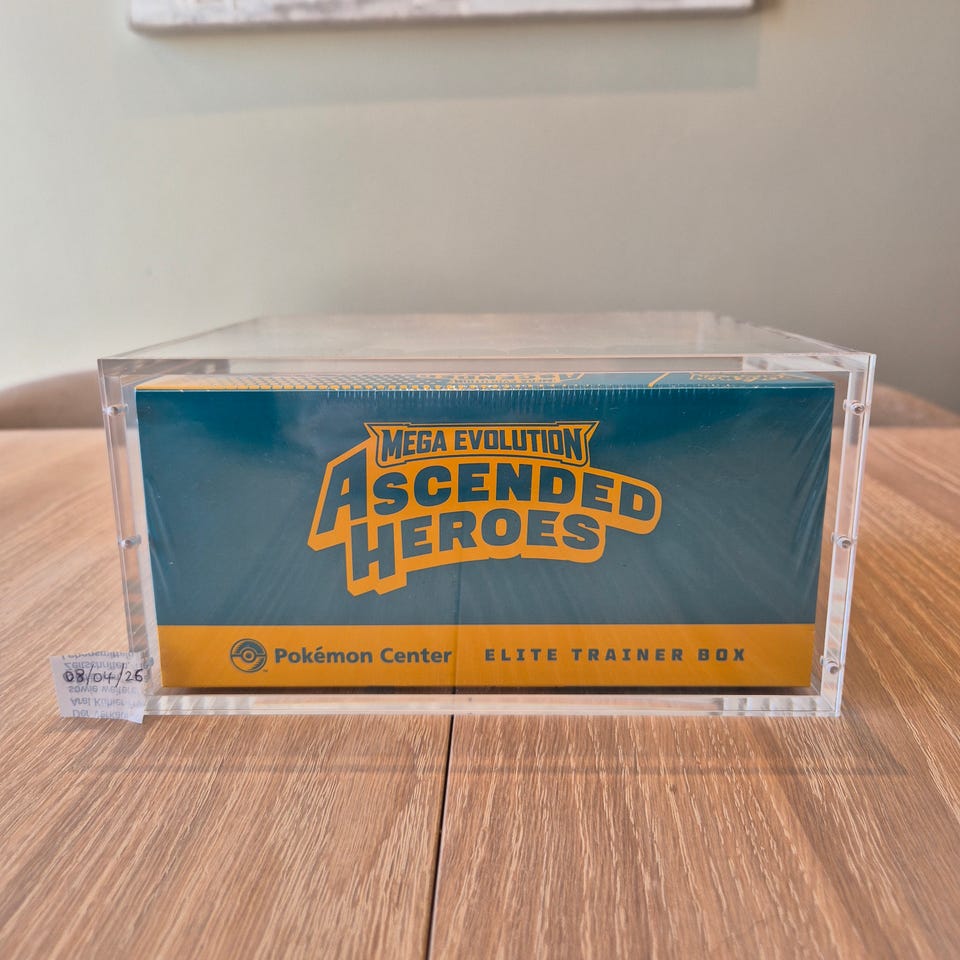 MEGA EVOLUTION
ASCENDED
HEROES
Pokémon Center
ELITE TRAINER BOX
08/04/26